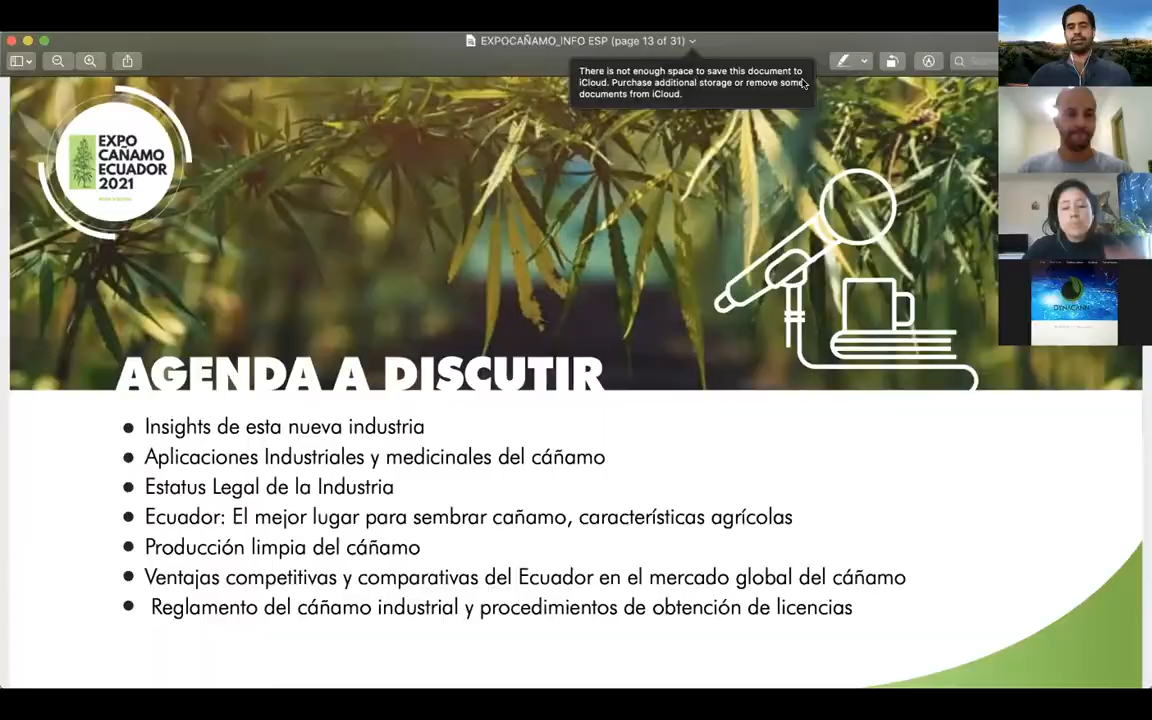 EXPOCAÑAMO_INFO ESP (page 13 of 31)
There is not enough space to save this document to
iCloud. Purchase additional storage or remove some
documents from iCloud.
EXPO
CAÑAMO
ECUADOR
2021
AGENDA A DISCUTIR
● Insights de esta nueva industria
● Aplicaciones Industriales y medicinales del cáñamo
● Estatus Legal de la Industria
● Ecuador: El mejor lugar para sembrar cañamo, características agrícolas
● Producción limpia del cáñamo
● Ventajas competitivas y comparativas del Ecuador en el mercado global del cáñamo
● Reglamento del cáñamo industrial y procedimientos de obtención de licencias
DYNACANN